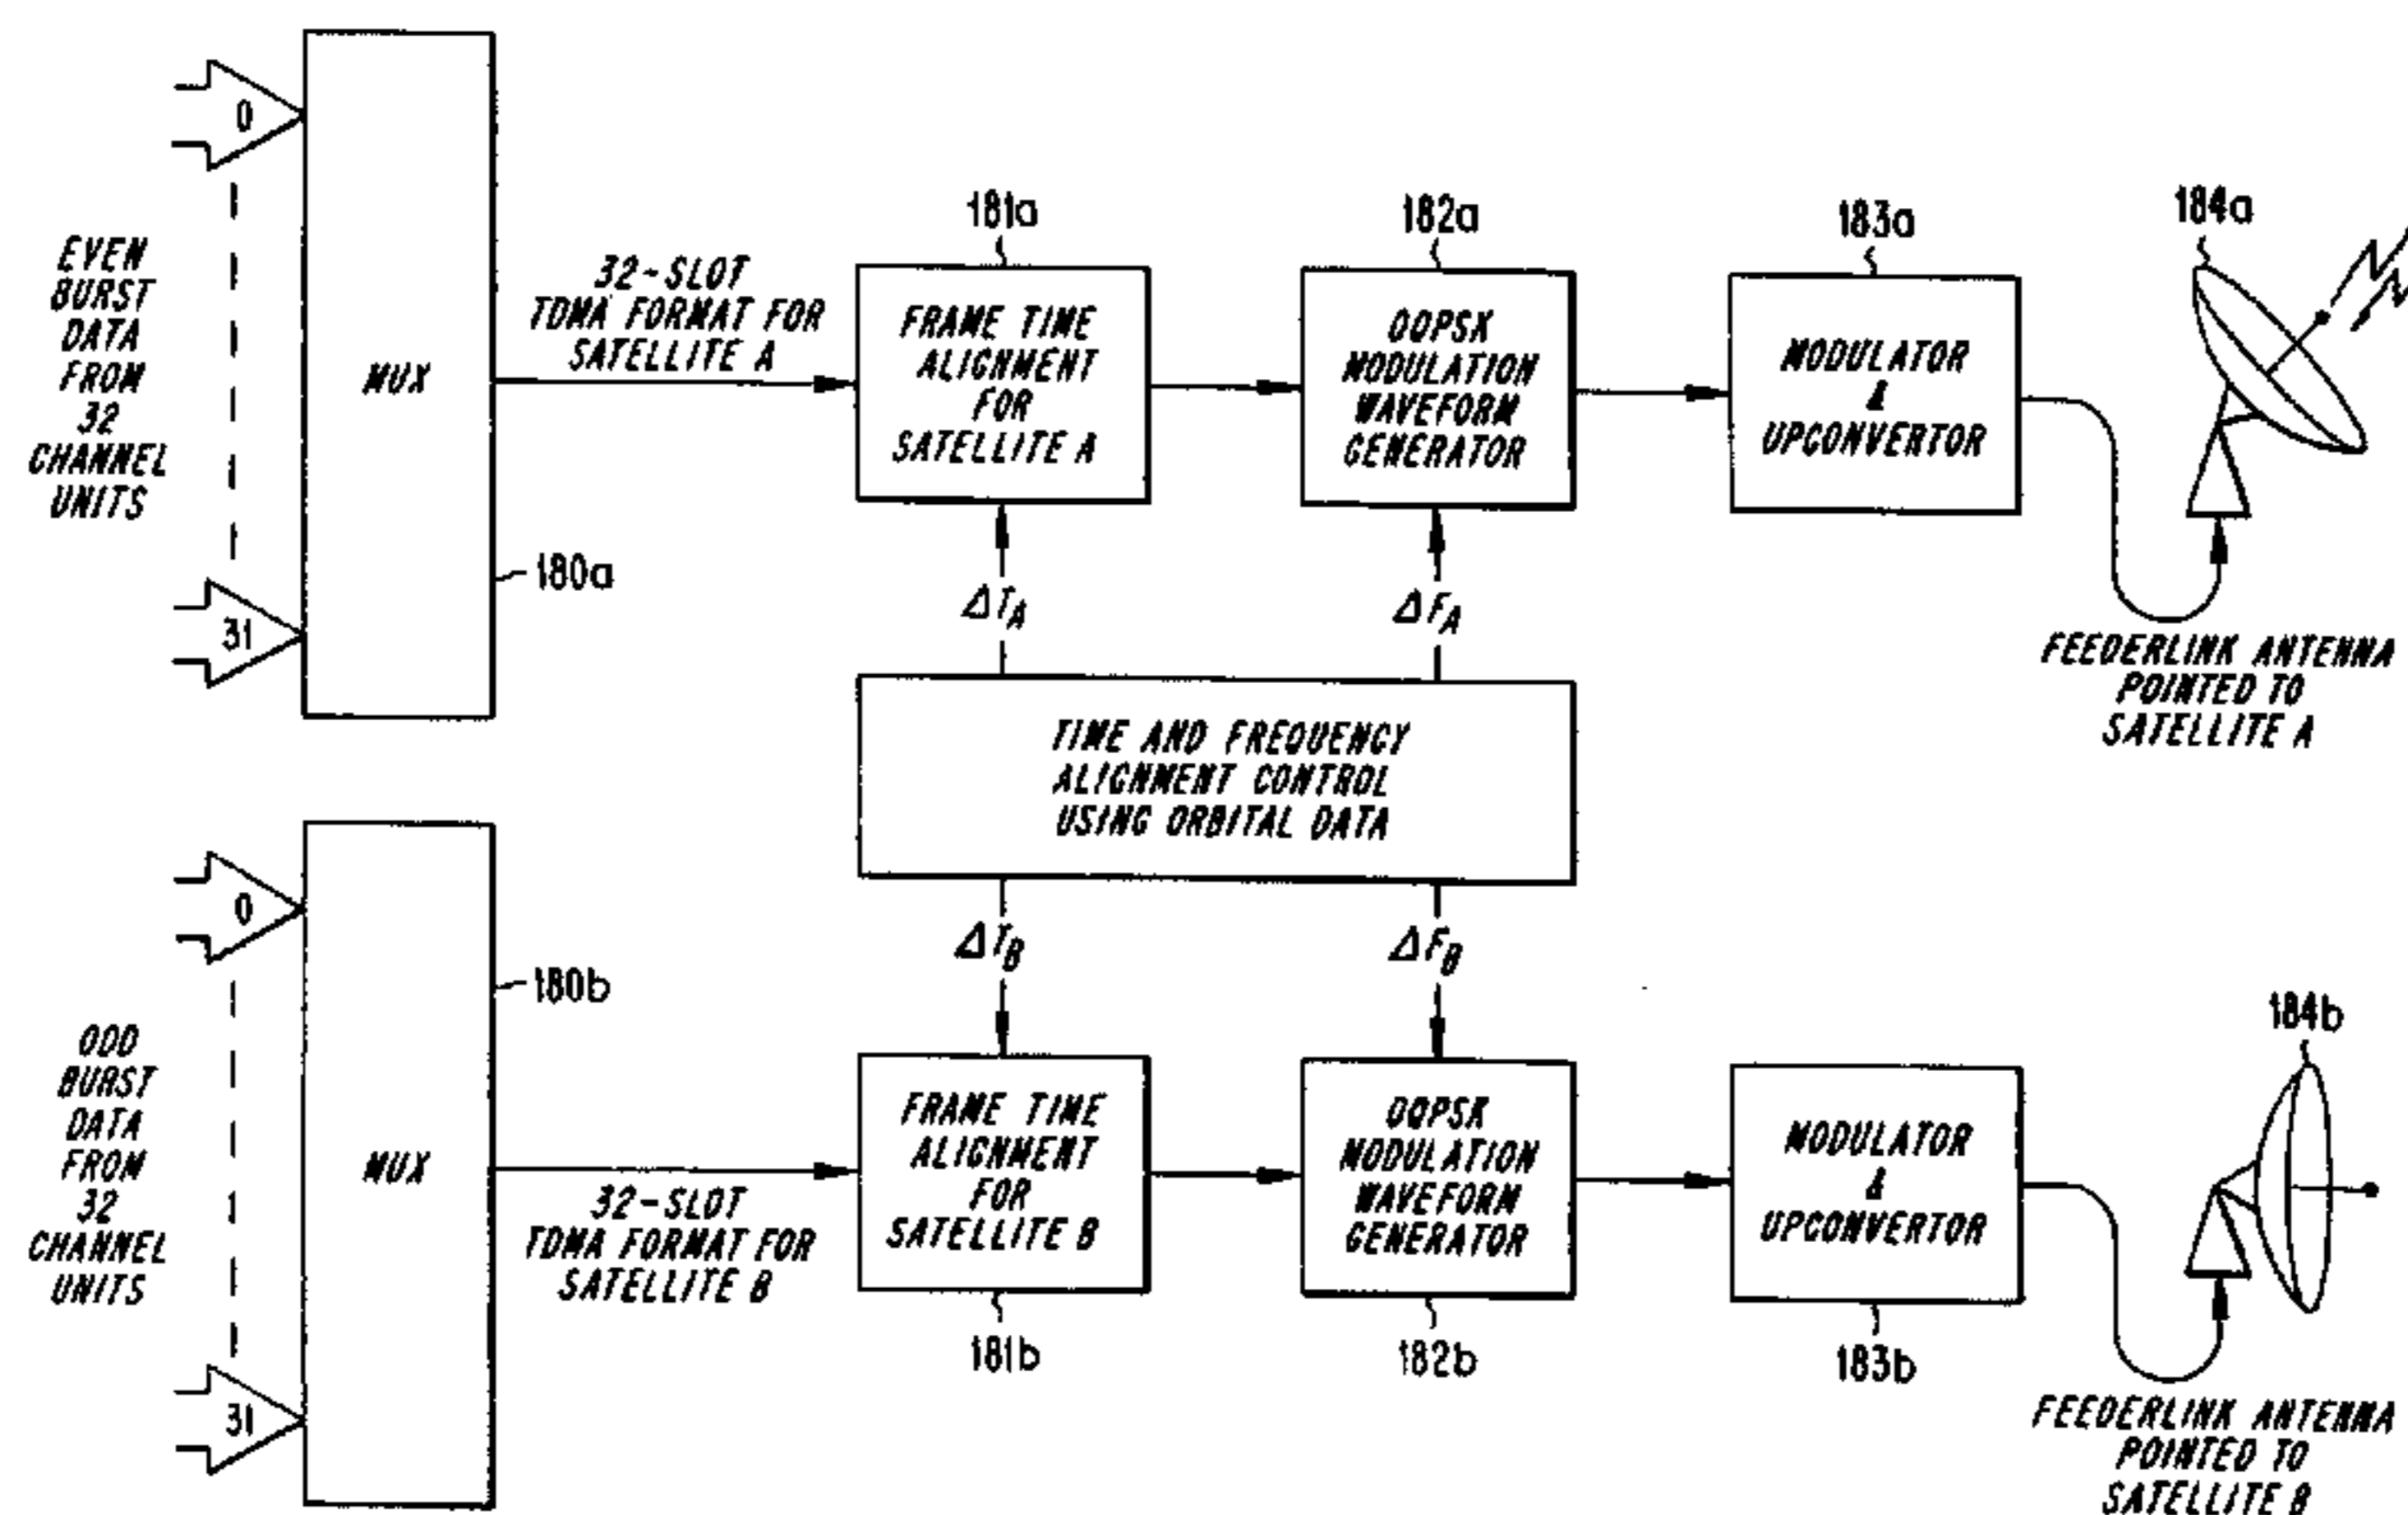 EVEN
BURST
DATA
FROM
32
CHANNEL
UNITS
0
31
MUX
180a
32-SLOT
TDMA FORMAT FOR
SATELLITE A
181a
FRAME TIME
ALIGNMENT
FOR
SATELLITE A
182a
OQPSK
MODULATION
WAVEFORM
GENERATOR
183a
MODULATOR
&
UPCONVERTOR
184a
FEEDERLINK ANTENNA
POINTED TO
SATELLITE A
ΔTA
ΔFA
TIME AND FREQUENCY
ALIGNMENT CONTROL
USING ORBITAL DATA
ΔTB
ΔFB
ODD
BURST
DATA
FROM
32
CHANNEL
UNITS
0
31
MUX
180b
32-SLOT
TDMA FORMAT FOR
SATELLITE B
FRAME TIME
ALIGNMENT
FOR
SATELLITE B
181b
OQPSK
MODULATION
WAVEFORM
GENERATOR
182b
MODULATOR
&
UPCONVERTOR
183b
184b
FEEDERLINK ANTENNA
POINTED TO
SATELLITE B